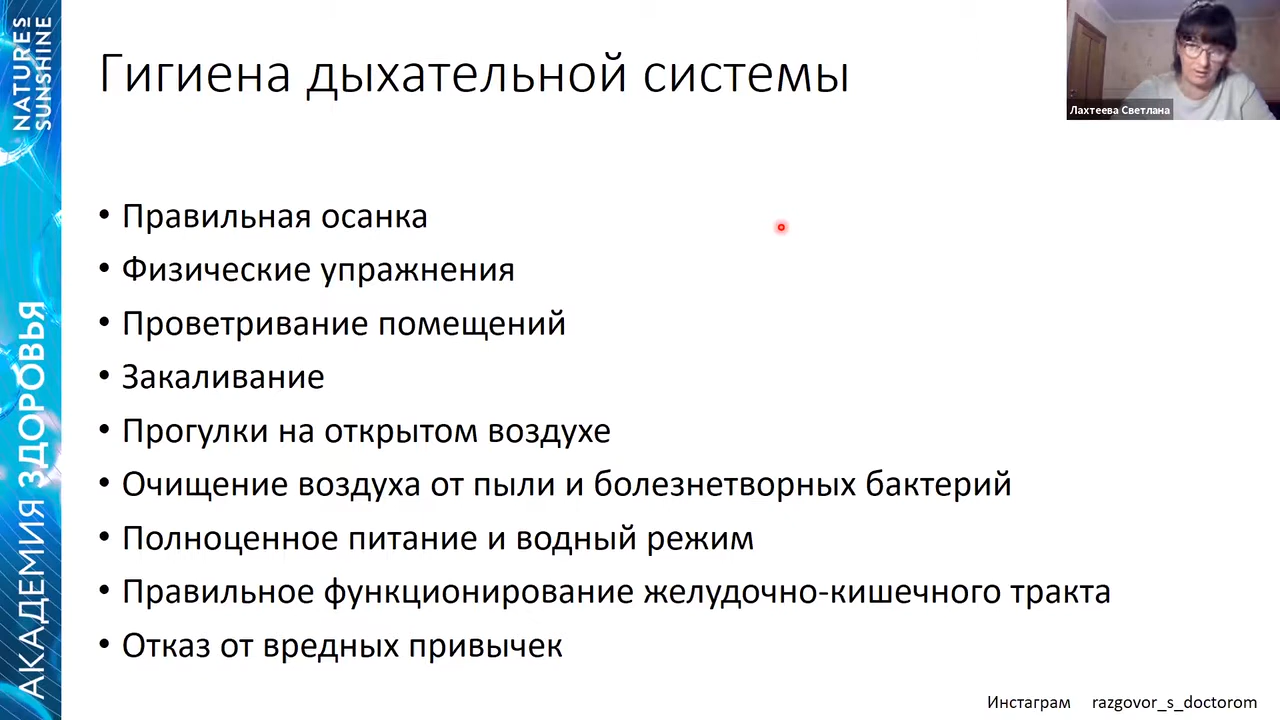 NATURE'S
SUNSHINE
АКАДЕМИЯ ЗДОРОВЬЯ
Гигиена дыхательной системы
Лахтеева Светлана
• Правильная осанка
• Физические упражнения
• Проветривание помещений
• Закаливание
• Прогулки на открытом воздухе
• Очищение воздуха от пыли и болезнетворных бактерий
• Полноценное питание и водный режим
• Правильное функционирование желудочно-кишечного тракта
• Отказ от вредных привычек
Инстаграм razgovor_s_doctorom